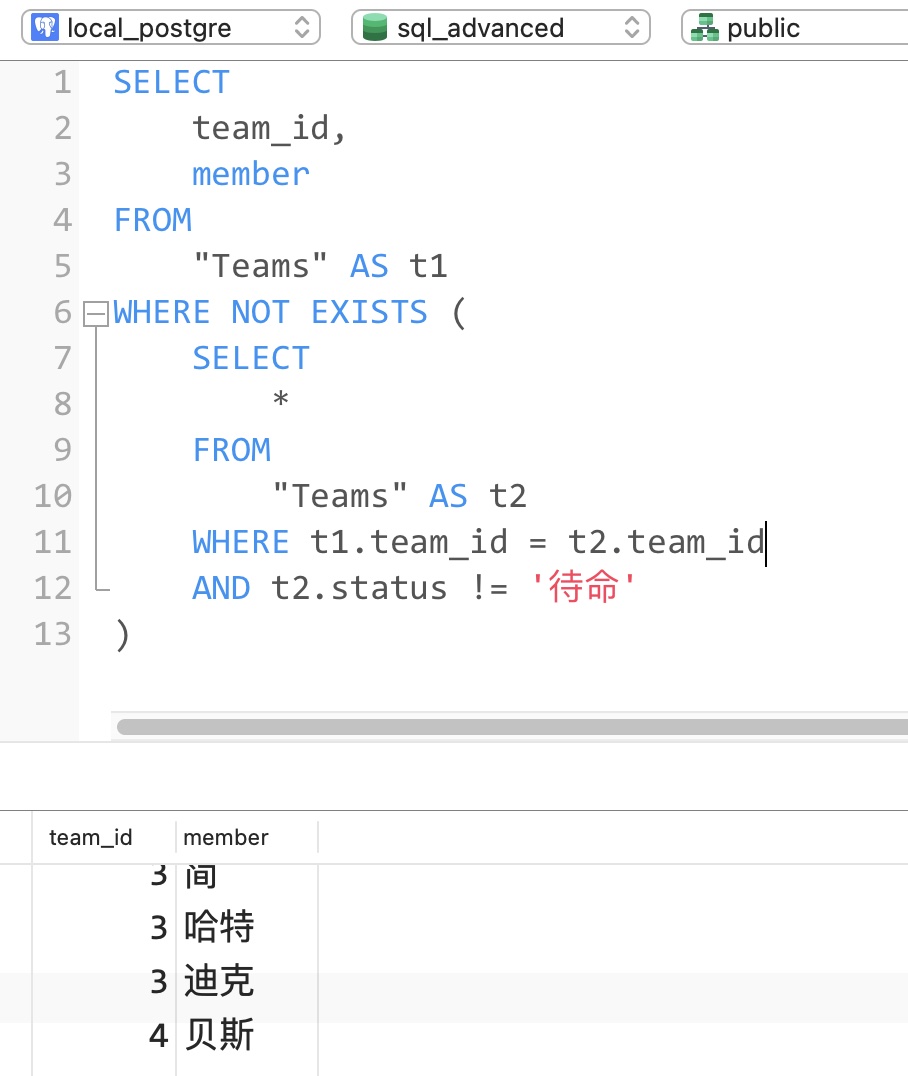 local_postgre sql_advanced public
1 SELECT
2 team_id,
3 member
4 FROM
5 "Teams" AS t1
6 WHERE NOT EXISTS (
7 SELECT
8 *
9 FROM
10 "Teams" AS t2
11 WHERE t1.team_id = t2.team_id
12 AND t2.status != '待命'
13 )
team_id member
3 简
3 哈特
3 迪克
4 贝斯